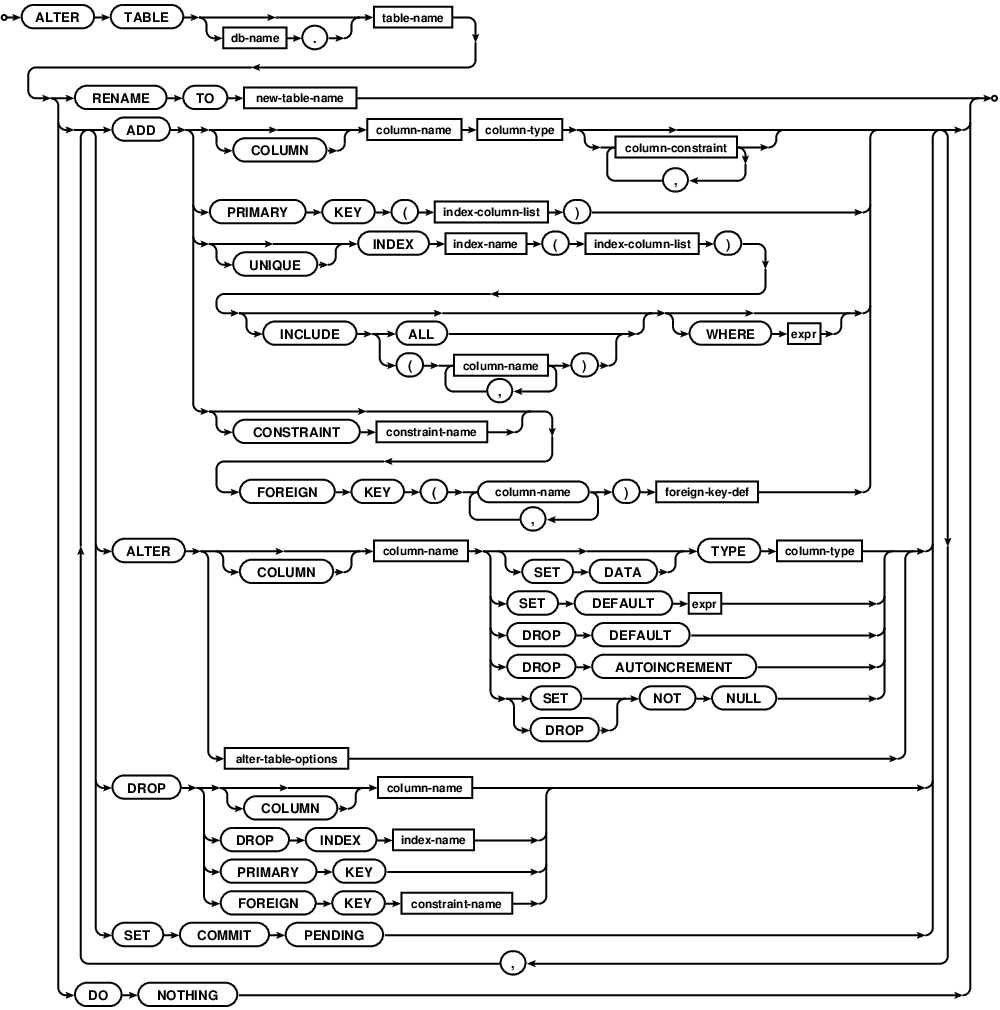 ALTER TABLE table-name
db-name .
RENAME TO new-table-name
ADD column-name column-type
COLUMN column-constraint
,
PRIMARY KEY ( index-column-list )
INDEX index-name ( index-column-list )
UNIQUE
INCLUDE ALL WHERE expr
( column-name )
,
CONSTRAINT constraint-name
FOREIGN KEY ( column-name ) foreign-key-def
,
ALTER column-name TYPE column-type
COLUMN SET DATA
SET DEFAULT expr
DROP DEFAULT
DROP AUTOINCREMENT
SET NOT NULL
DROP
alter-table-options
DROP column-name
COLUMN
DROP INDEX index-name
PRIMARY KEY
FOREIGN KEY constraint-name
SET COMMIT PENDING
,
DO NOTHING